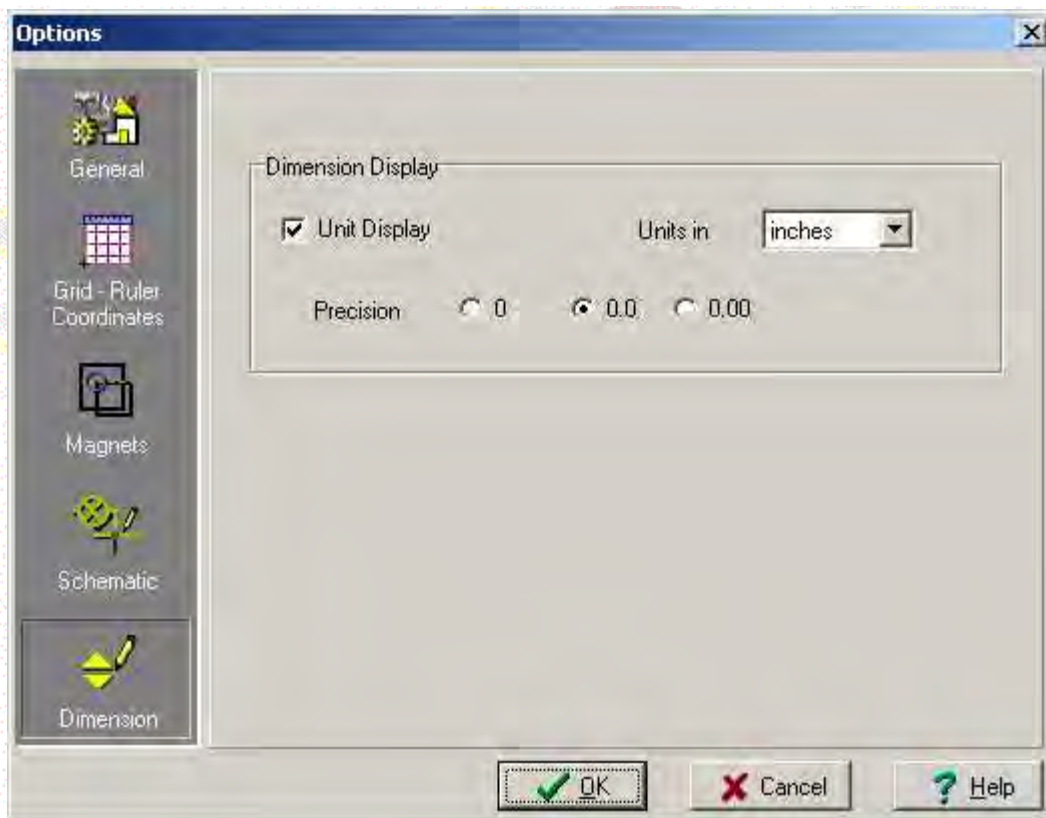 Options
General
Grid - Ruler
Coordinates
Magnets
Schematic
Dimension
Dimension Display
Unit Display
Units in
inches
Precision
0
0.0
0.00
OK
Cancel
Help